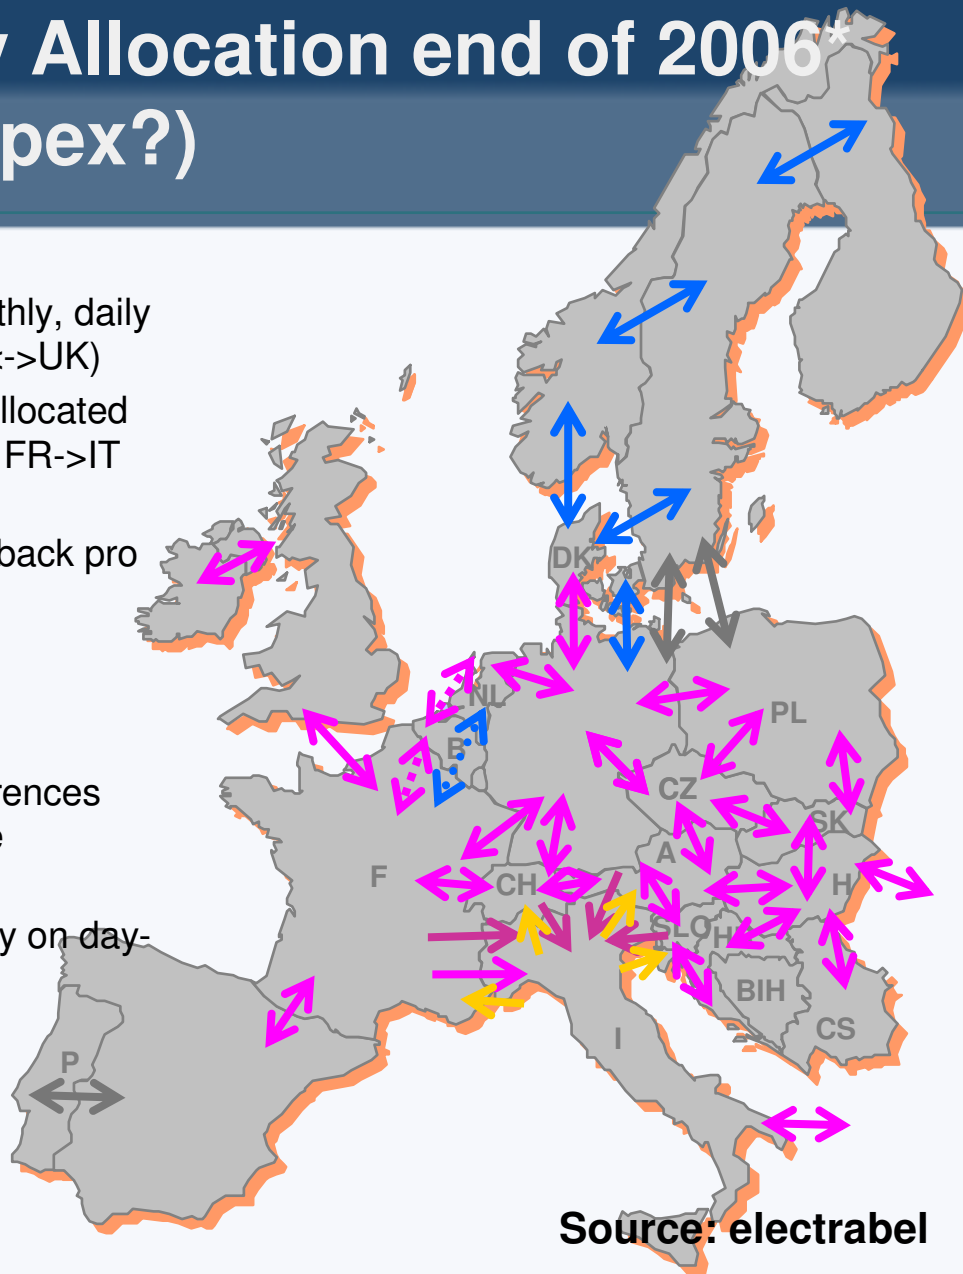 y Allocation end of 2006*
pex?)
thly, daily
->UK)
llocated
FR->IT
back pro
rences
e
y on day-
DK
NL
B
PL
CZ
SK
A
F
CH
H
SLO
H
BIH
CS
I
P
Source: electrabel